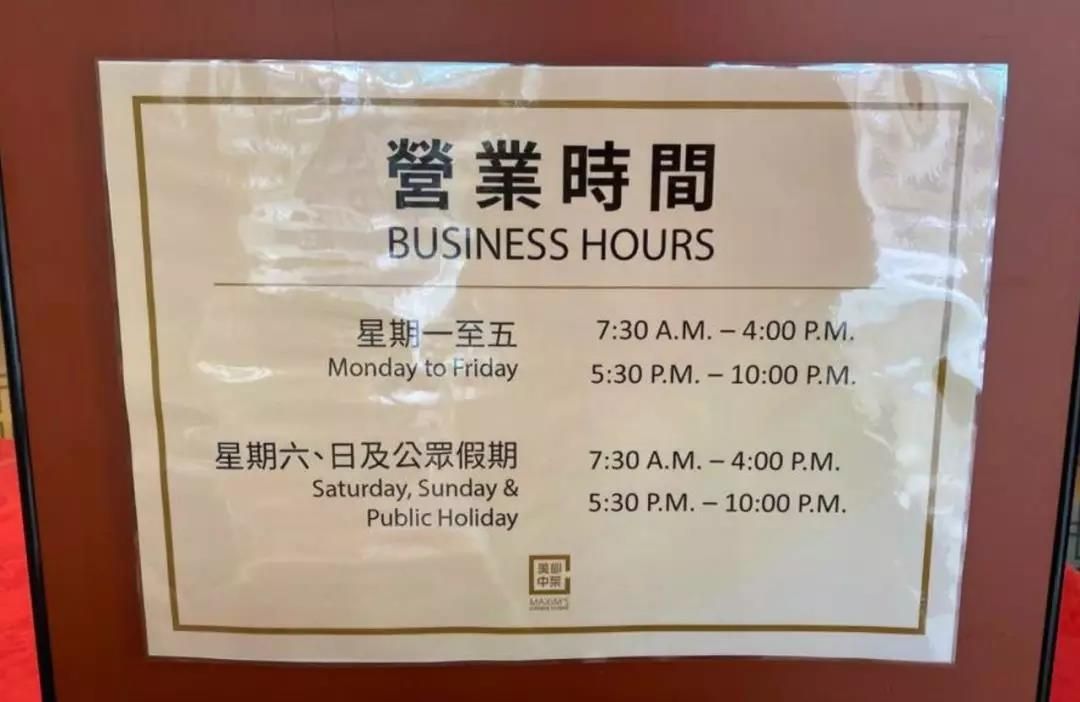 營業時間
BUSINESS HOURS
星期一至五
Monday to Friday
7:30 A.M. – 4:00 P.M.
5:30 P.M. – 10:00 P.M.
星期六、日及公眾假期
Saturday, Sunday &
Public Holiday
7:30 A.M. – 4:00 P.M.
5:30 P.M. – 10:00 P.M.
美心
中菜
MAXIM'S